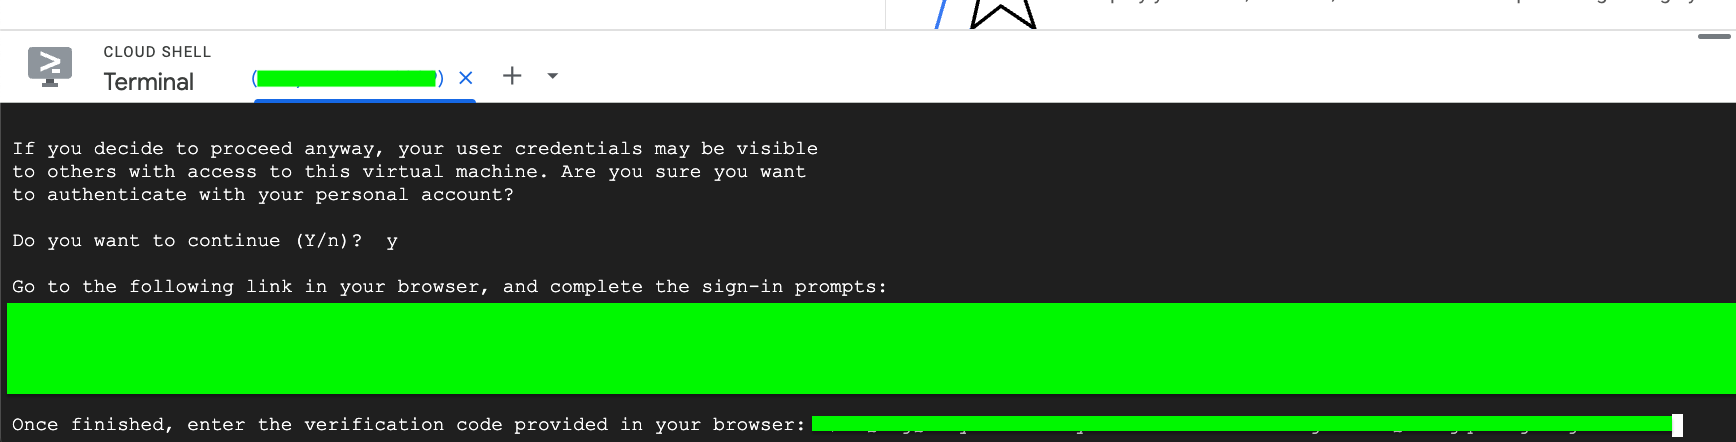 CLOUD SHELL
Terminal
If you decide to proceed anyway, your user credentials may be visible
to others with access to this virtual machine. Are you sure you want
to authenticate with your personal account?
Do you want to continue (Y/n)?  y
Go to the following link in your browser, and complete the sign-in prompts:
Once finished, enter the verification code provided in your browser: